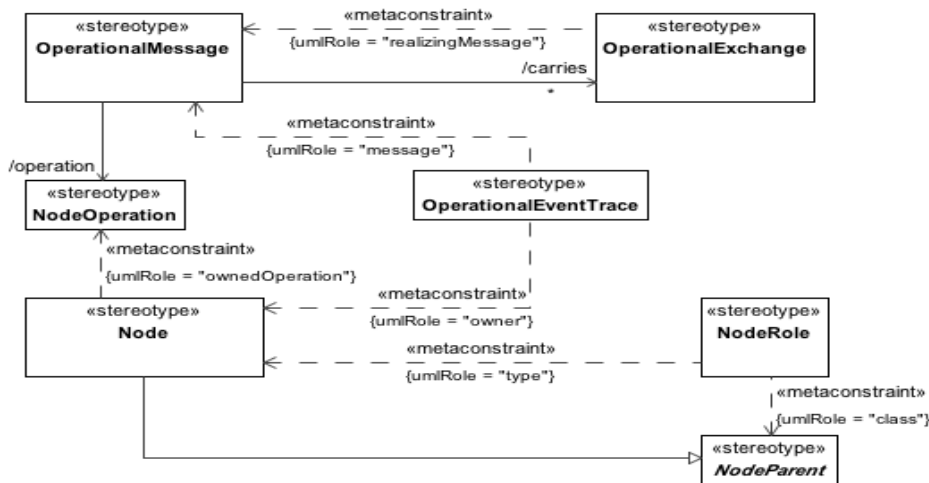 «metaconstraint»
«stereotype»
OperationalMessage
{umlRole = "realizingMessage"}
«stereotype»
OperationalExchange
/carries
*
«metaconstraint»
{umlRole = "message"}
/operation
«stereotype»
NodeOperation
«stereotype»
OperationalEventTrace
«metaconstraint»
{umlRole = "ownedOperation"}
«metaconstraint»
{umlRole = "owner"}
«stereotype»
Node
«stereotype»
NodeRole
«metaconstraint»
{umlRole = "type"}
«metaconstraint»
{umlRole = "class"}
«stereotype»
NodeParent